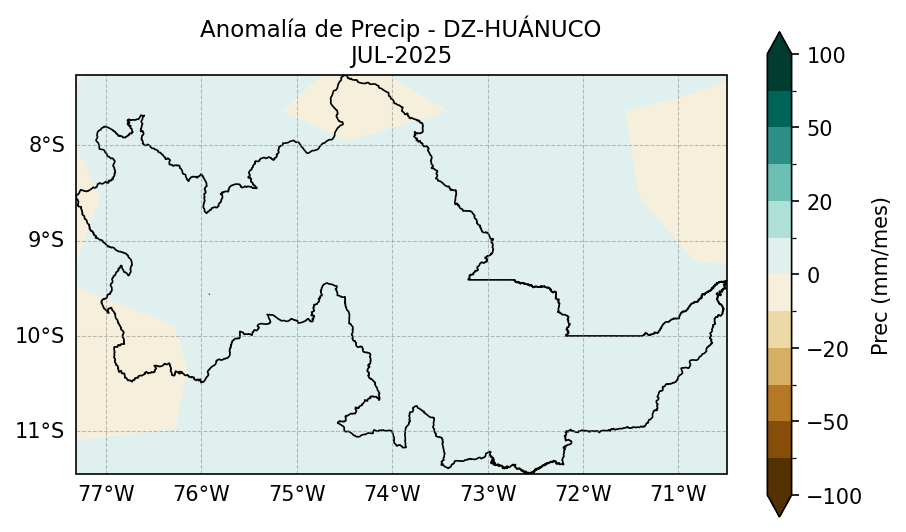 Anomalía de Precip - DZ-HUÁNUCO
JUL-2025
8°S
9°S
10°S
11°S
77°W 76°W 75°W 74°W 73°W 72°W 71°W
100
50
20
0
−20
−50
−100
Prec (mm/mes)